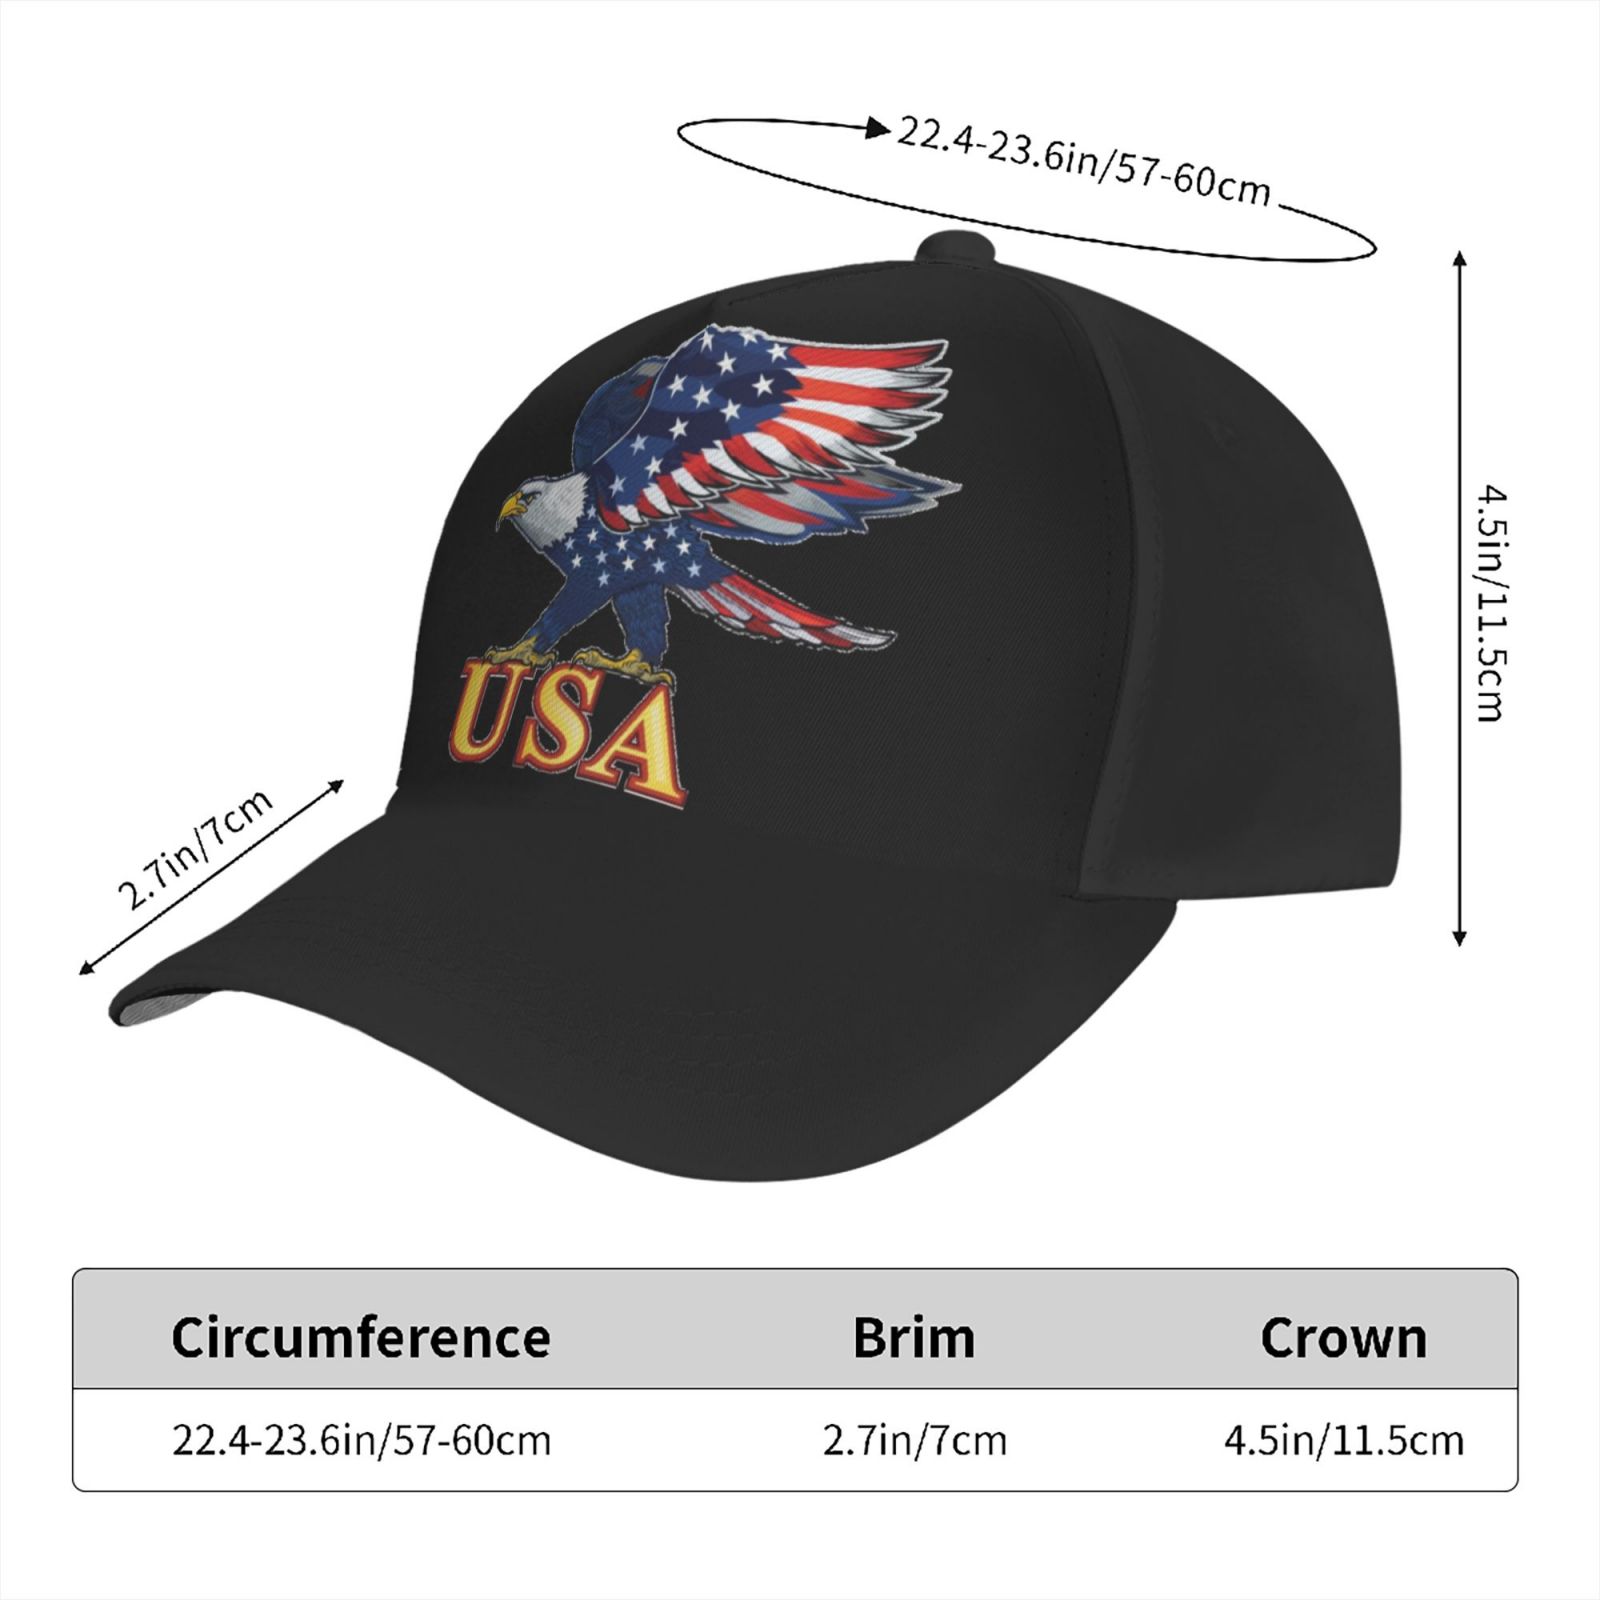 22.4-23.6in/57-60cm
4.5in/11.5cm
USA
2.7in/7cm
Circumference Brim Crown
22.4-23.6in/57-60cm 2.7in/7cm 4.5in/11.5cm